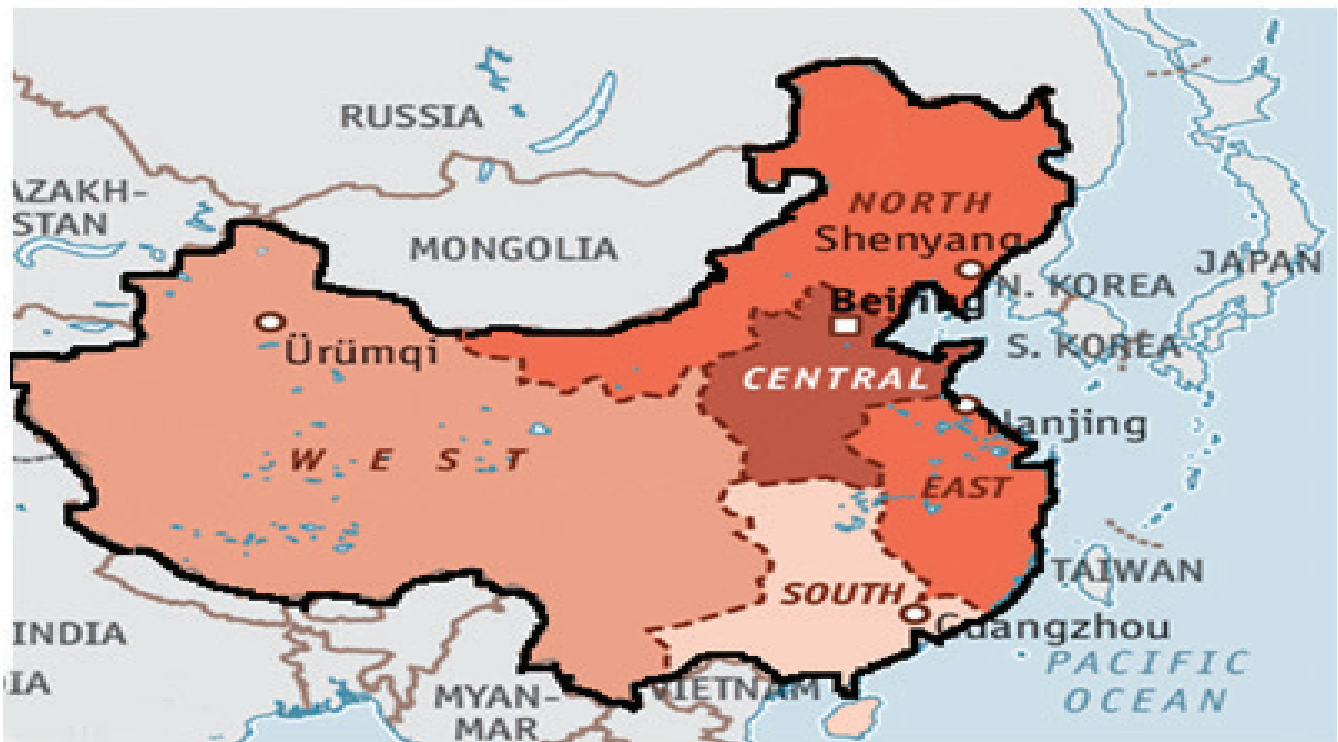 RUSSIA
AZAKH-
STAN
MONGOLIA
NORTH
Shenyang
JAPAN
N. KOREA
Beijing
S. KOREA
Ürümqi
CENTRAL
Nanjing
WEST
EAST
TAIWAN
SOUTH
Guangzhou
INDIA
PACIFIC
OCEAN
IA
VIETNAM
MYAN-
MAR